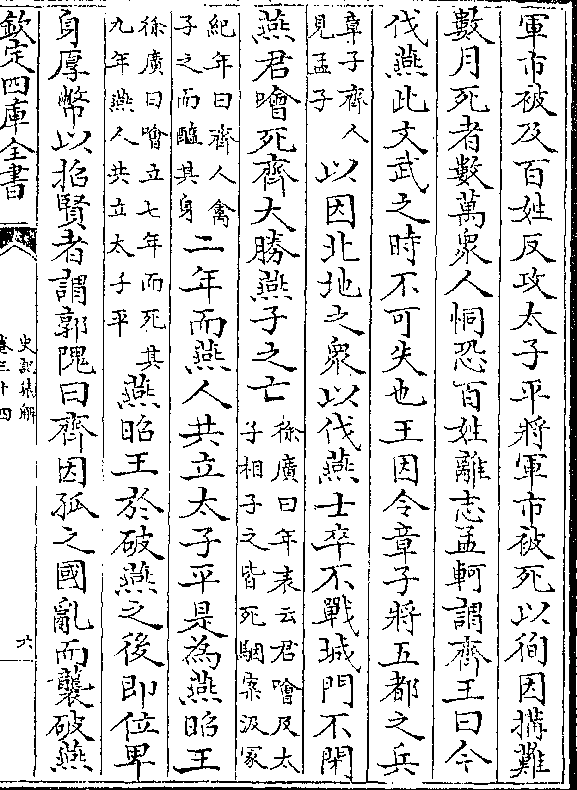 軍市被及百姓反攻太子平將軍市被死以徇因搆難
數月死者數萬衆人恫恐百姓離志孟軻謂齊王曰今
伐燕此文武之時不可失也王因令章子將五都之兵
章子齊人
見孟子
以因北地之衆以伐燕士卒不戰城門不閉
燕君噲死齊大勝燕子之亡
徐廣曰年表云君噲及太
子相子之皆死駰案汲冢
紀年曰齊人禽
子之而醢其身
二年而燕人共立太子平是為燕昭王
徐廣曰噲立七年而死其
九年燕人共立太子平
燕昭王於破燕之後即位卑
身厚幣以招賢者謂郭隗曰齊因孤之國亂而襲破燕
欽定四庫全書
史記集解
卷三十四
六